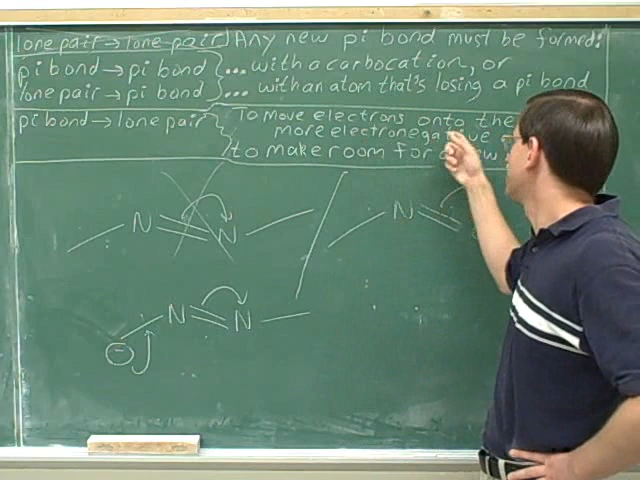 lone pair → lone pair Any new pi bond must be formed:
pi bond → pi bond ... with a carbocation, or
lone pair → pi bond ... with an atom that's losing a pi bond
pi bond → lone pair To move electrons onto the
more electronegative
to make room for a new
N N N
N N
−